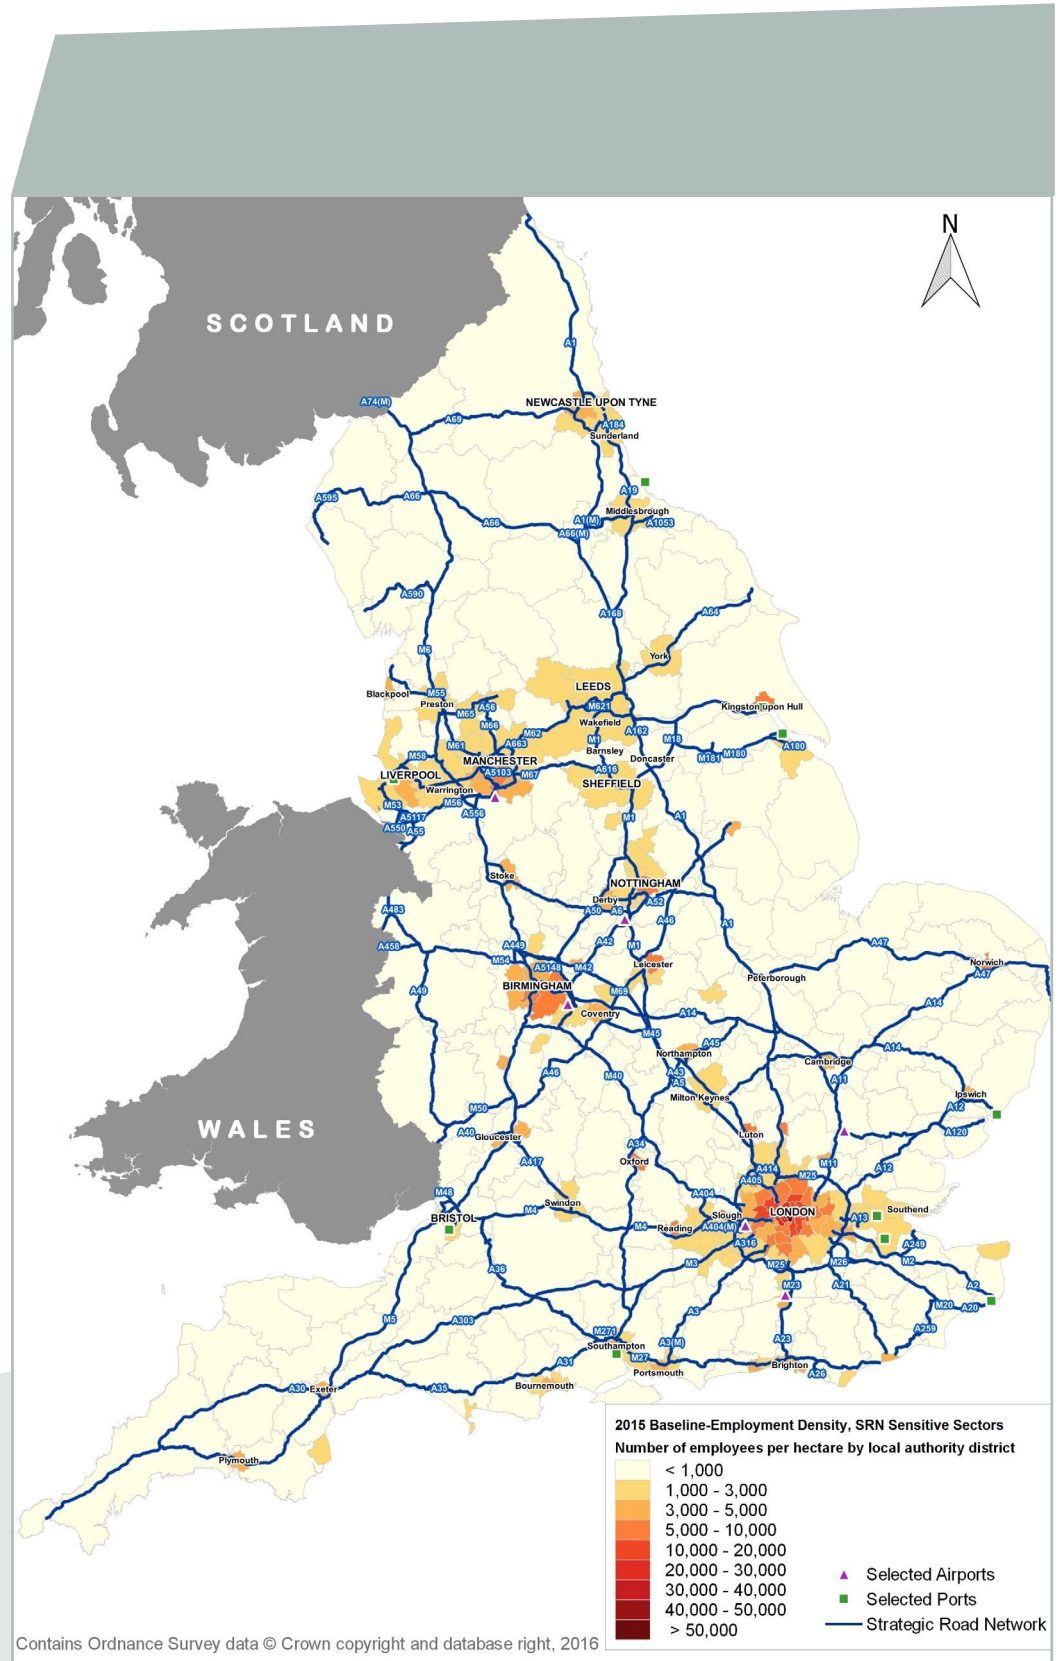 N
SCOTLAND
A1
A74(M)
NEWCASTLE UPON TYNE
A69
A184
Sunderland
A19
A595
A66
Middlesbrough
A66
A1(M)
A1053
A66(M)
A590
A168
A64
M6
York
LEEDS
Blackpool
M55
Preston
A56
M621
Kingston upon Hull
M65
M66
Wakefield
M62
A162
M1
M18
A180
M61
A663
Barnsley
M181
M180
M58
MANCHESTER
Doncaster
LIVERPOOL
A5103
M67
A616
SHEFFIELD
Warrington
M53
M56
A556
A5117
M1
A1
A550
A55
Stoke
NOTTINGHAM
Derby
A52
A483
A50
A6
A46
A1
A458
A449
A42
M1
A47
M54
A5148
M42
Leicester
Norwich
A47
BIRMINGHAM
Peterborough
A49
M69
A14
Coventry
A14
M45
A45
A14
Northampton
Cambridge
A46
M40
A43
A11
A5
Milton Keynes
Ipswich
M50
A12
WALES
A40
Gloucester
Luton
A120
A34
A417
Oxford
A414
M11
A12
M25
A405
M48
A404
Swindon
BRISTOL
M4
Slough
LONDON
A13
Southend
M4
Reading
A404(M)
A316
A249
M3
M25
M26
M2
A36
M23
A21
A2
M20
A20
M5
A303
A3
A259
M271
A3(M)
A23
Southampton
M27
A31
Brighton
Portsmouth
A26
A30
Exeter
A35
Bournemouth
Plymouth
2015 Baseline-Employment Density, SRN Sensitive Sectors
Number of employees per hectare by local authority district
< 1,000
1,000 - 3,000
3,000 - 5,000
5,000 - 10,000
10,000 - 20,000
20,000 - 30,000
30,000 - 40,000
40,000 - 50,000
> 50,000
Selected Airports
Selected Ports
Strategic Road Network
Contains Ordnance Survey data © Crown copyright and database right, 2016